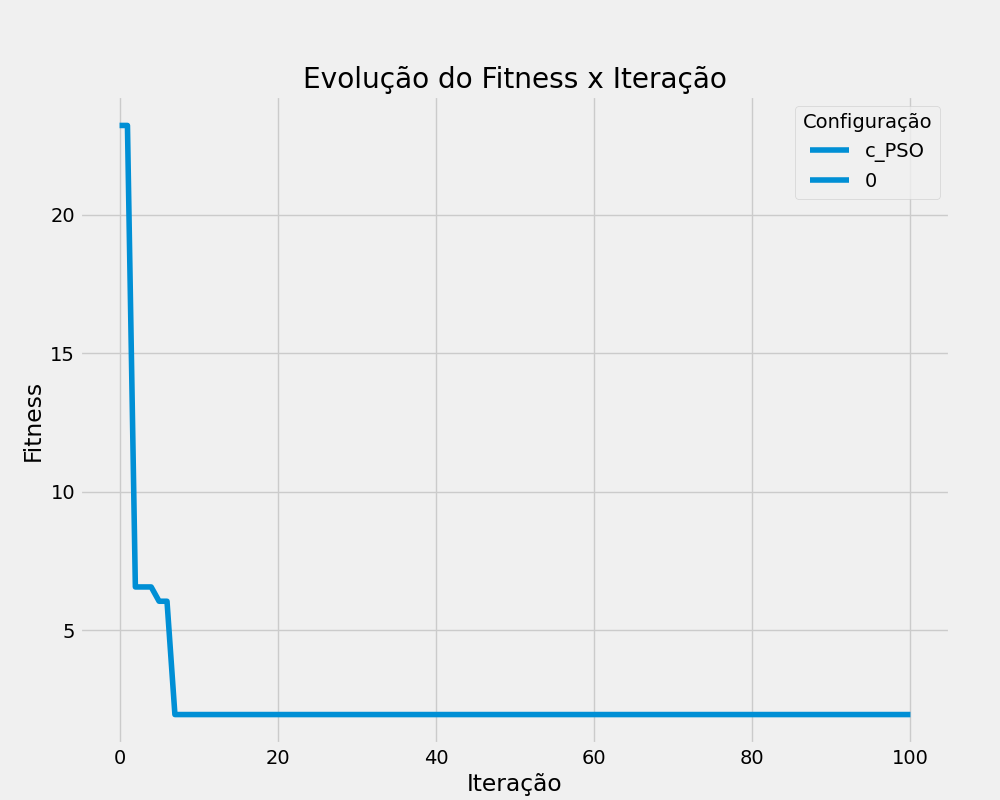 Evolução do Fitness x Iteração
Configuração
c_PSO
0
20
15
10
5
Fitness
0 20 40 60 80 100
Iteração